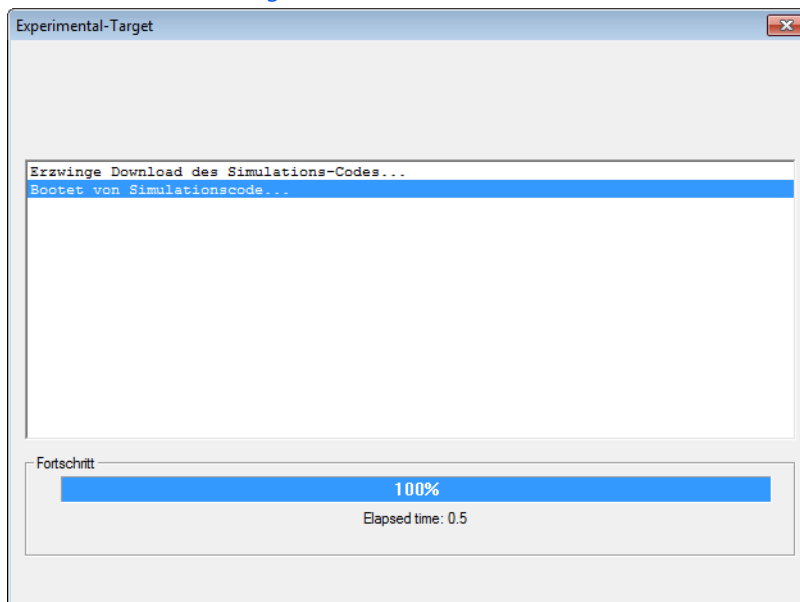 Experimental-Target
Erzwinge Download des Simulations-Codes...
Bootet von Simulationscode...
Fortschritt
100%
Elapsed time: 0.5